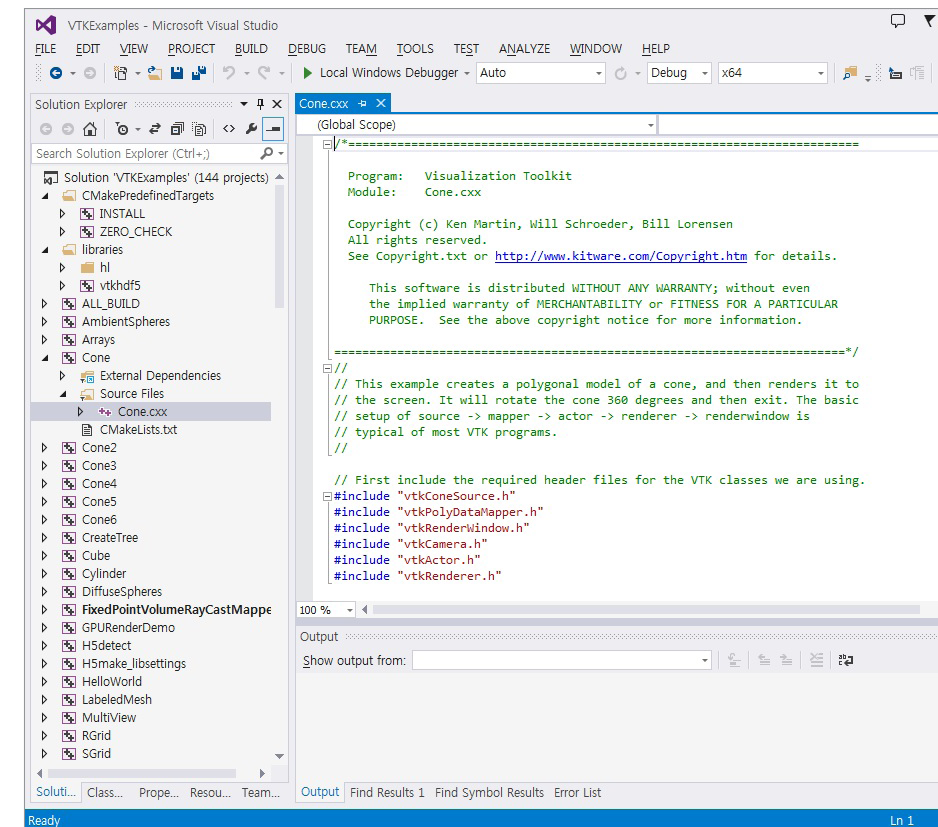 VTKExamples - Microsoft Visual Studio
FILE EDIT VIEW PROJECT BUILD DEBUG TEAM TOOLS TEST ANALYZE WINDOW HELP
Local Windows Debugger Auto Debug x64
Solution Explorer
Search Solution Explorer (Ctrl+;)
Solution 'VTKExamples' (144 projects)
CMakePredefinedTargets
INSTALL
ZERO_CHECK
libraries
hl
vtkhdf5
ALL_BUILD
AmbientSpheres
Arrays
Cone
External Dependencies
Source Files
Cone.cxx
CMakeLists.txt
Cone2
Cone3
Cone4
Cone5
Cone6
CreateTree
Cube
Cylinder
DiffuseSpheres
FixedPointVolumeRayCastMappe
GPURenderDemo
H5detect
H5make_libsettings
HelloWorld
LabeledMesh
MultiView
RGrid
SGrid
Soluti... Class... Prope... Resou... Team...
Cone.cxx
(Global Scope)
/*=========================================================================
Program: Visualization Toolkit
Module: Cone.cxx
Copyright (c) Ken Martin, Will Schroeder, Bill Lorensen
All rights reserved.
See Copyright.txt or http://www.kitware.com/Copyright.htm for details.
This software is distributed WITHOUT ANY WARRANTY; without even
the implied warranty of MERCHANTABILITY or FITNESS FOR A PARTICULAR
PURPOSE. See the above copyright notice for more information.
=========================================================================*/
//
// This example creates a polygonal model of a cone, and then renders it to
// the screen. It will rotate the cone 360 degrees and then exit. The basic
// setup of source -> mapper -> actor -> renderer -> renderwindow is
// typical of most VTK programs.
//
// First include the required header files for the VTK classes we are using.
#include "vtkConeSource.h"
#include "vtkPolyDataMapper.h"
#include "vtkRenderWindow.h"
#include "vtkCamera.h"
#include "vtkActor.h"
#include "vtkRenderer.h"
100 %
Output
Show output from:
Output Find Results 1 Find Symbol Results Error List
Ready Ln 1